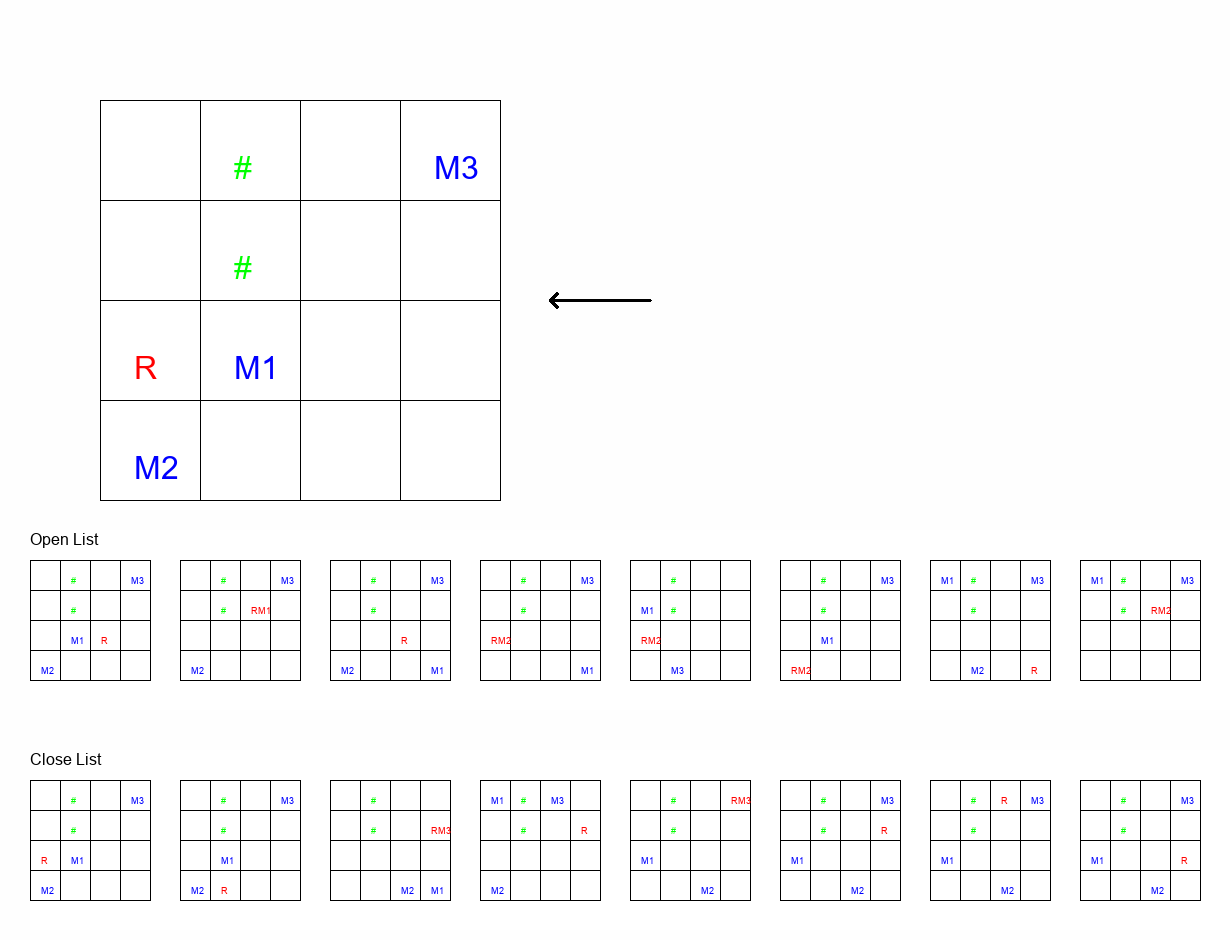 # M3
#
R M1
M2
Open List
# M3 # M3 # M3 # M3 # # M3 M1 # M3 M1 # M3
# # RM1 # # M1 # # # # RM2
M1 R R RM2 RM2 M1
M2 M2 M2 M1 M1 M3 RM2 M2 R
Close List
# M3 # M3 # M1 # M3 # RM3 # M3 # R M3 # M3
# # # RM3 # R # # R # #
R M1 M1 M1 M1 M1 M1 R
M2 M2 R M2 M1 M2 M2 M2 M2 M2